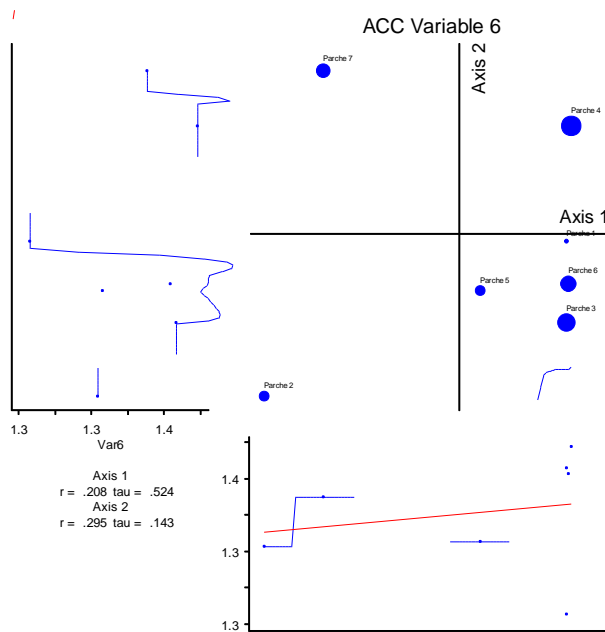 ACC Variable 6
Axis 2
Parche 7
Parche 4
Axis 1
Parche 1
Parche 6
Parche 5
Parche 3
Parche 2
1.3 1.3 1.4
Var6
Axis 1
r = .208 tau = .524
Axis 2
r = .295 tau = .143
1.4
1.3
1.3